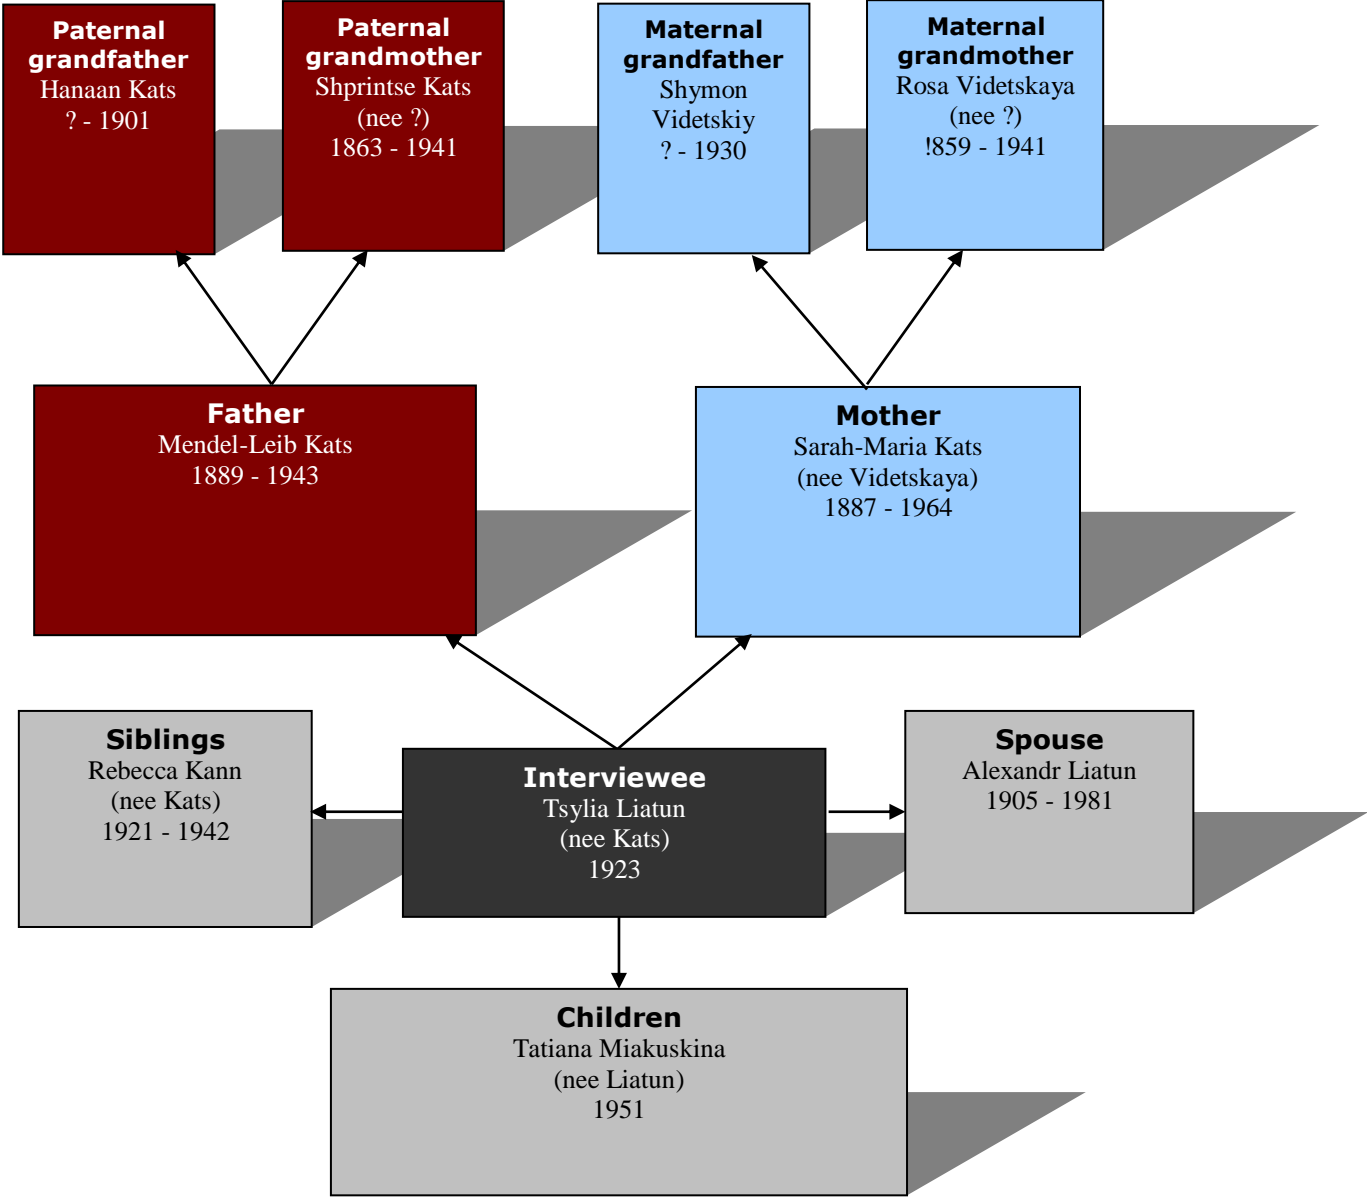 Paternal
grandfather
Hanaan Kats
? - 1901
Paternal
grandmother
Shprintse Kats
(nee ?)
1863 - 1941
Maternal
grandfather
Shymon
Videtskiy
? - 1930
Maternal
grandmother
Rosa Videtskaya
(nee ?)
!859 - 1941
Father
Mendel-Leib Kats
1889 - 1943
Mother
Sarah-Maria Kats
(nee Videtskaya)
1887 - 1964
Siblings
Rebecca Kann
(nee Kats)
1921 - 1942
Interviewee
Tsylia Liatun
(nee Kats)
1923
Spouse
Alexandr Liatun
1905 - 1981
Children
Tatiana Miakuskina
(nee Liatun)
1951